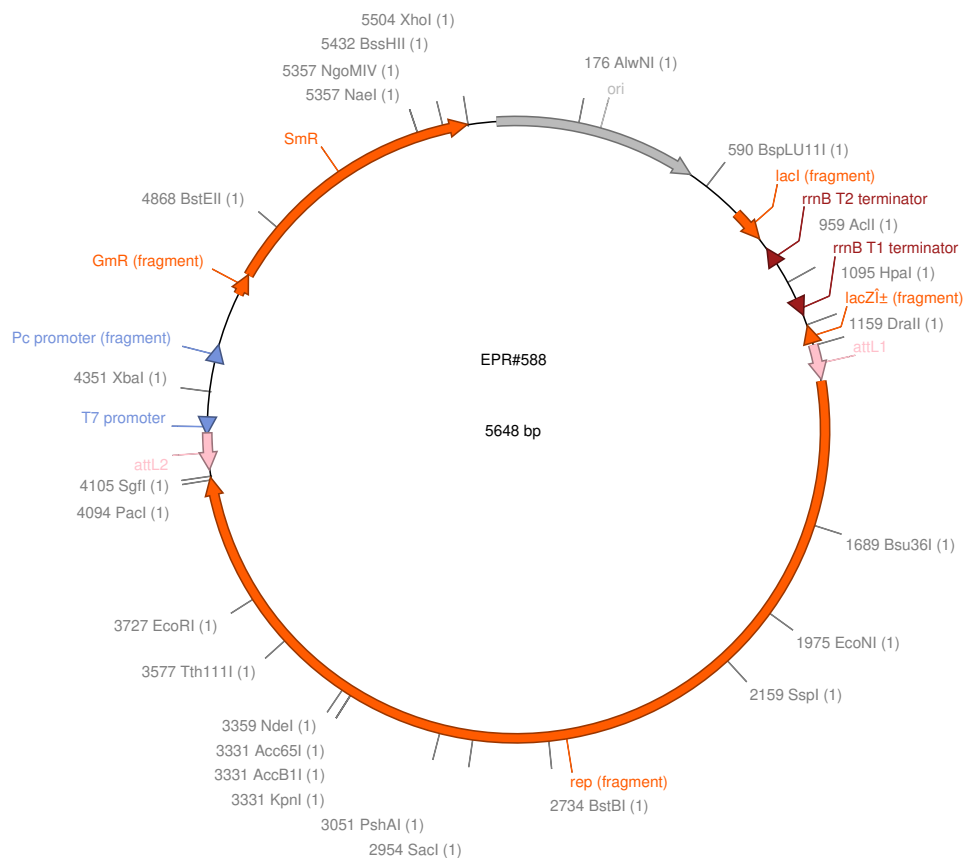 5504 XhoI (1)
5432 BssHII (1)
5357 NgoMIV (1)
5357 NaeI (1)
176 AlwNI (1)
ori
SmR
590 BspLU11I (1)
lacI (fragment)
4868 BstEII (1)
rrnB T2 terminator
959 AclI (1)
rrnB T1 terminator
GmR (fragment)
1095 HpaI (1)
lacZÎ± (fragment)
1159 DraII (1)
Pc promoter (fragment)
attL1
EPR#588
4351 XbaI (1)
T7 promoter
5648 bp
attL2
4105 SgfI (1)
4094 PacI (1)
1689 Bsu36I (1)
3727 EcoRI (1)
1975 EcoNI (1)
3577 Tth111I (1)
2159 SspI (1)
3359 NdeI (1)
3331 Acc65I (1)
3331 AccB1I (1)
3331 KpnI (1)
rep (fragment)
2734 BstBI (1)
3051 PshAI (1)
2954 SacI (1)